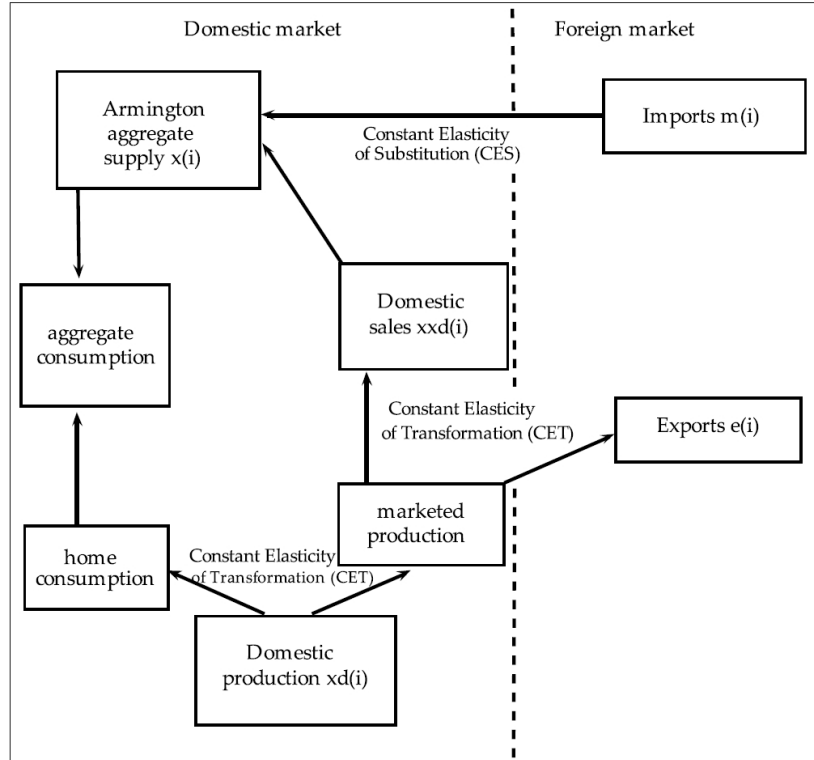 Domestic market
Foreign market
Armington
aggregate
supply x(i)
Imports m(i)
Constant Elasticity
of Substitution (CES)
Domestic
sales xxd(i)
aggregate
consumption
Constant Elasticity
of Transformation (CET)
Exports e(i)
marketed
production
home
consumption
Constant Elasticity
of Transformation (CET)
Domestic
production xd(i)